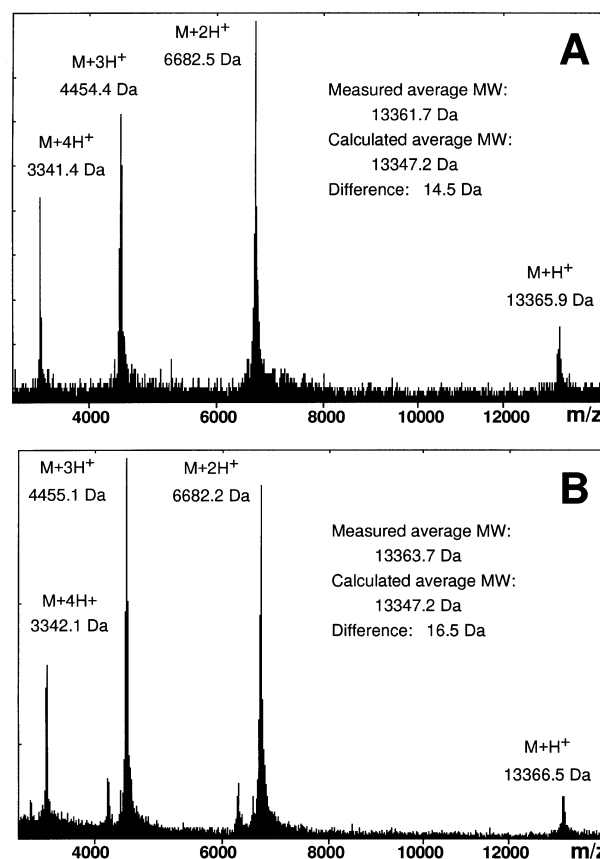 M+2H+
6682.5 Da
M+3H+
4454.4 Da
M+4H+
3341.4 Da
A
Measured average MW:
13361.7 Da
Calculated average MW:
13347.2 Da
Difference: 14.5 Da
M+H+
13365.9 Da
4000 6000 8000 10000 12000 m/z
M+3H+
4455.1 Da
M+2H+
6682.2 Da
B
Measured average MW:
13363.7 Da
Calculated average MW:
13347.2 Da
Difference: 16.5 Da
M+4H+
3342.1 Da
M+H+
13366.5 Da
4000 6000 8000 10000 12000 m/z